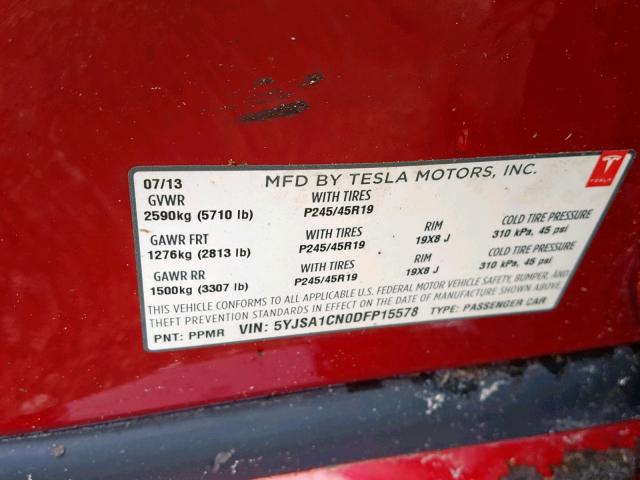 07/13 MFD BY TESLA MOTORS, INC. TESLA
GVWR WITH TIRES
2590kg (5710 lb) P245/45R19
GAWR FRT WITH TIRES RIM COLD TIRE PRESSURE
1276kg (2813 lb) P245/45R19 19X8 J 310 kPa, 45 psi
GAWR RR WITH TIRES RIM COLD TIRE PRESSURE
1500kg (3307 lb) P245/45R19 19X8 J 310 kPa, 45 psi
THIS VEHICLE CONFORMS TO ALL APPLICABLE U.S. FEDERAL MOTOR VEHICLE SAFETY, BUMPER, AND
THEFT PREVENTION STANDARDS IN EFFECT ON THE DATE OF MANUFACTURE SHOWN ABOVE.
PNT: PPMR VIN: 5YJSA1CN0DFP15578 TYPE: PASSENGER CAR